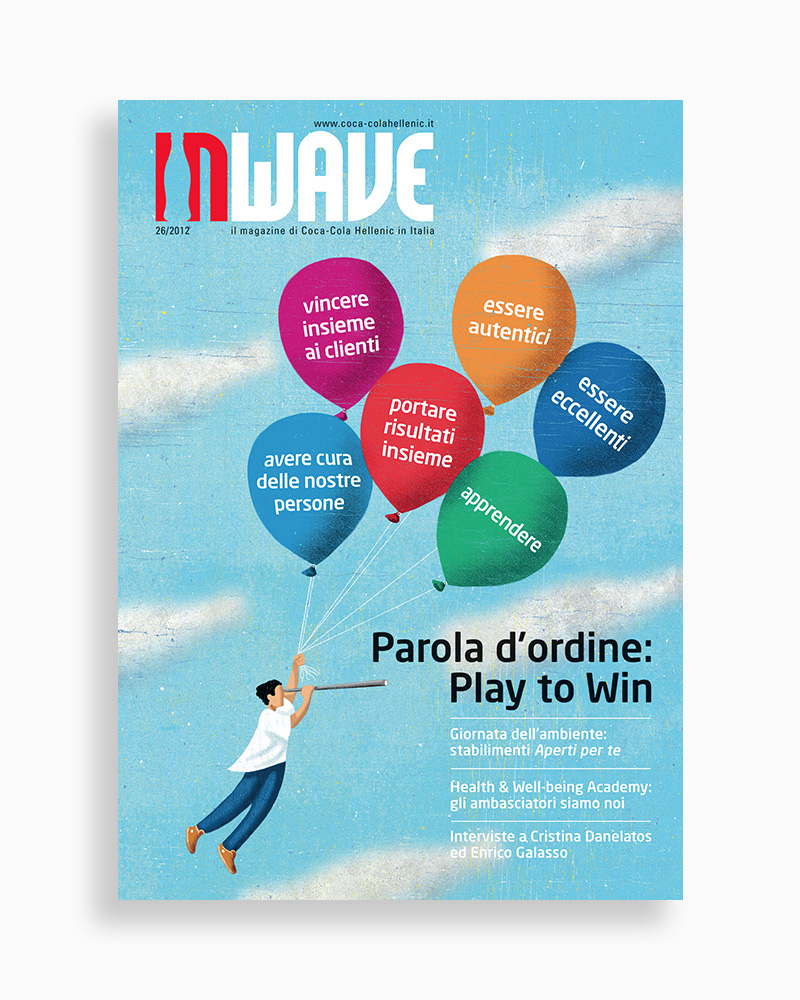 www.coca-colahellenic.it
INWAVE
26/2012
il magazine di Coca-Cola Hellenic in Italia
vincere
insieme
ai clienti
essere
autentici
essere
eccellenti
portare
risultati
insieme
avere cura
delle nostre
persone
apprendere
Parola d'ordine:
Play to Win
Giornata dell'ambiente:
stabilimenti Aperti per te
Health & Well-being Academy:
gli ambasciatori siamo noi
Interviste a Cristina Danelatos
ed Enrico Galasso